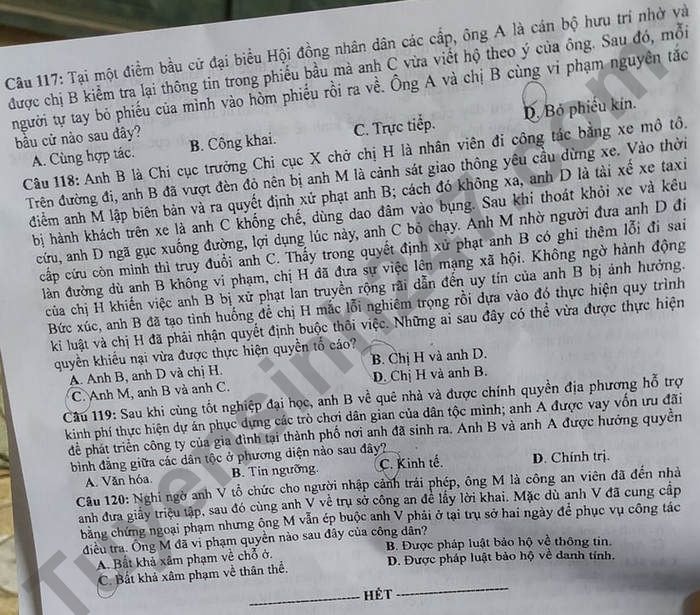 Câu 117: Tại một điểm bầu cử đại biểu Hội đồng nhân dân các cấp, ông A là cán bộ hưu trí nhờ và
được chị B kiểm tra lại thông tin trong phiếu bầu mà anh C vừa viết hộ theo ý của ông. Sau đó, mỗi
người tự tay bỏ phiếu của mình vào hòm phiếu rồi ra về. Ông A và chị B cùng vi phạm nguyên tắc
bầu cử nào sau đây?
A. Cùng hợp tác. B. Công khai. C. Trực tiếp. D. Bỏ phiếu kín.
Câu 118: Anh B là Chi cục trưởng Chi cục X chở chị H là nhân viên đi công tác bằng xe mô tô.
Trên đường đi, anh B đã vượt đèn đỏ nên bị anh M là cảnh sát giao thông yêu cầu dừng xe. Vào thời
điểm anh M lập biên bản và ra quyết định xử phạt anh B; cách đó không xa, anh D là tài xế xe taxi
bị hành khách trên xe là anh C khống chế, dùng dao đâm vào bụng. Sau khi thoát khỏi xe và kêu
cứu, anh D ngã gục xuống đường, lợi dụng lúc này, anh C bỏ chạy. Anh M nhờ người đưa anh D đi
cấp cứu còn mình thì truy đuổi anh C. Thấy trong quyết định xử phạt anh B có ghi thêm lỗi đi sai
làn đường dù anh B không vi phạm, chị H đã đưa sự việc lên mạng xã hội. Không ngờ hành động
của chị H khiến việc anh B bị xử phạt lan truyền rộng rãi dẫn đến uy tín của anh B bị ảnh hưởng.
Bức xúc, anh B đã tạo tình huống để chị H mắc lỗi nghiêm trọng rồi dựa vào đó thực hiện quy trình
kỉ luật và chị H đã phải nhận quyết định buộc thôi việc. Những ai sau đây có thể vừa được thực hiện
quyền khiếu nại vừa được thực hiện quyền tố cáo?
A. Anh B, anh D và chị H. B. Chị H và anh D.
C. Anh M, anh B và anh C. D. Chị H và anh B.
Câu 119: Sau khi cùng tốt nghiệp đại học, anh B về quê nhà và được chính quyền địa phương hỗ trợ
kinh phí thực hiện dự án phục dựng các trò chơi dân gian của dân tộc mình; anh A được vay vốn ưu đãi
để phát triển công ty của gia đình tại thành phố nơi anh đã sinh ra. Anh B và anh A được hưởng quyền
bình đẳng giữa các dân tộc ở phương diện nào sau đây?
A. Văn hóa. B. Tín ngưỡng. C. Kinh tế. D. Chính trị.
Câu 120: Nghi ngờ anh V tổ chức cho người nhập cảnh trái phép, ông M là công an viên đã đến nhà
anh đưa giấy triệu tập, sau đó cùng anh V về trụ sở công an để lấy lời khai. Mặc dù anh V đã cung cấp
bằng chứng ngoại phạm nhưng ông M vẫn ép buộc anh V phải ở tại trụ sở hai ngày để phục vụ công tác
điều tra. Ông M đã vi phạm quyền nào sau đây của công dân?
A. Bất khả xâm phạm về chỗ ở. B. Được pháp luật bảo hộ về thông tin.
C. Bất khả xâm phạm về thân thể. D. Được pháp luật bảo hộ về danh tính.
HẾT
Tuyensinh247.com